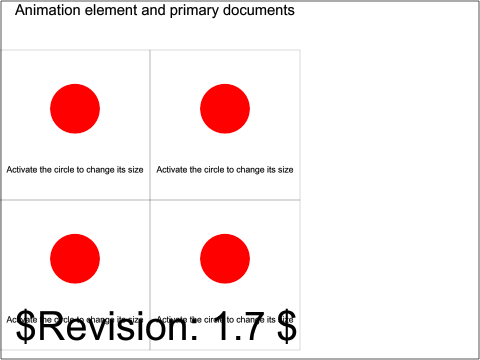 Animation element and primary documents
Activate the circle to change its size
Activate the circle to change its size
Activate the circle to change its size
Activate the circle to change its size
$Revision: 1.7 $